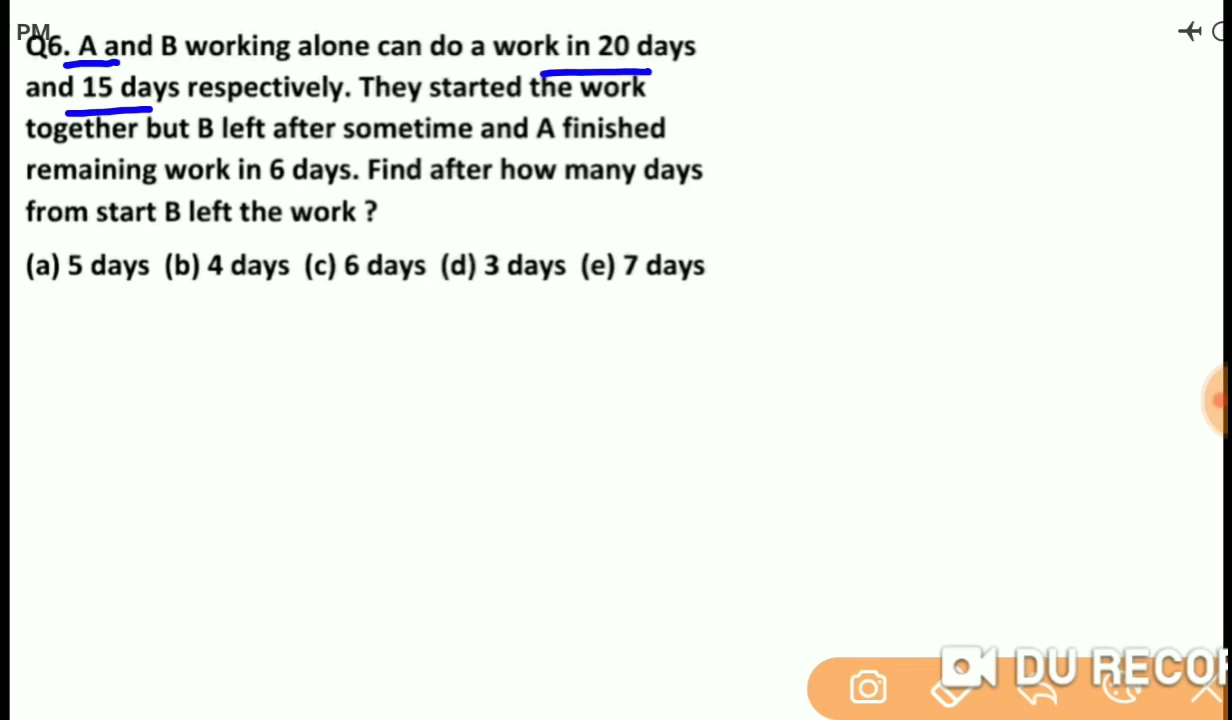 PM
Q6. A and B working alone can do a work in 20 days
and 15 days respectively. They started the work
together but B left after sometime and A finished
remaining work in 6 days. Find after how many days
from start B left the work ?
(a) 5 days (b) 4 days (c) 6 days (d) 3 days (e) 7 days
DU RECOR